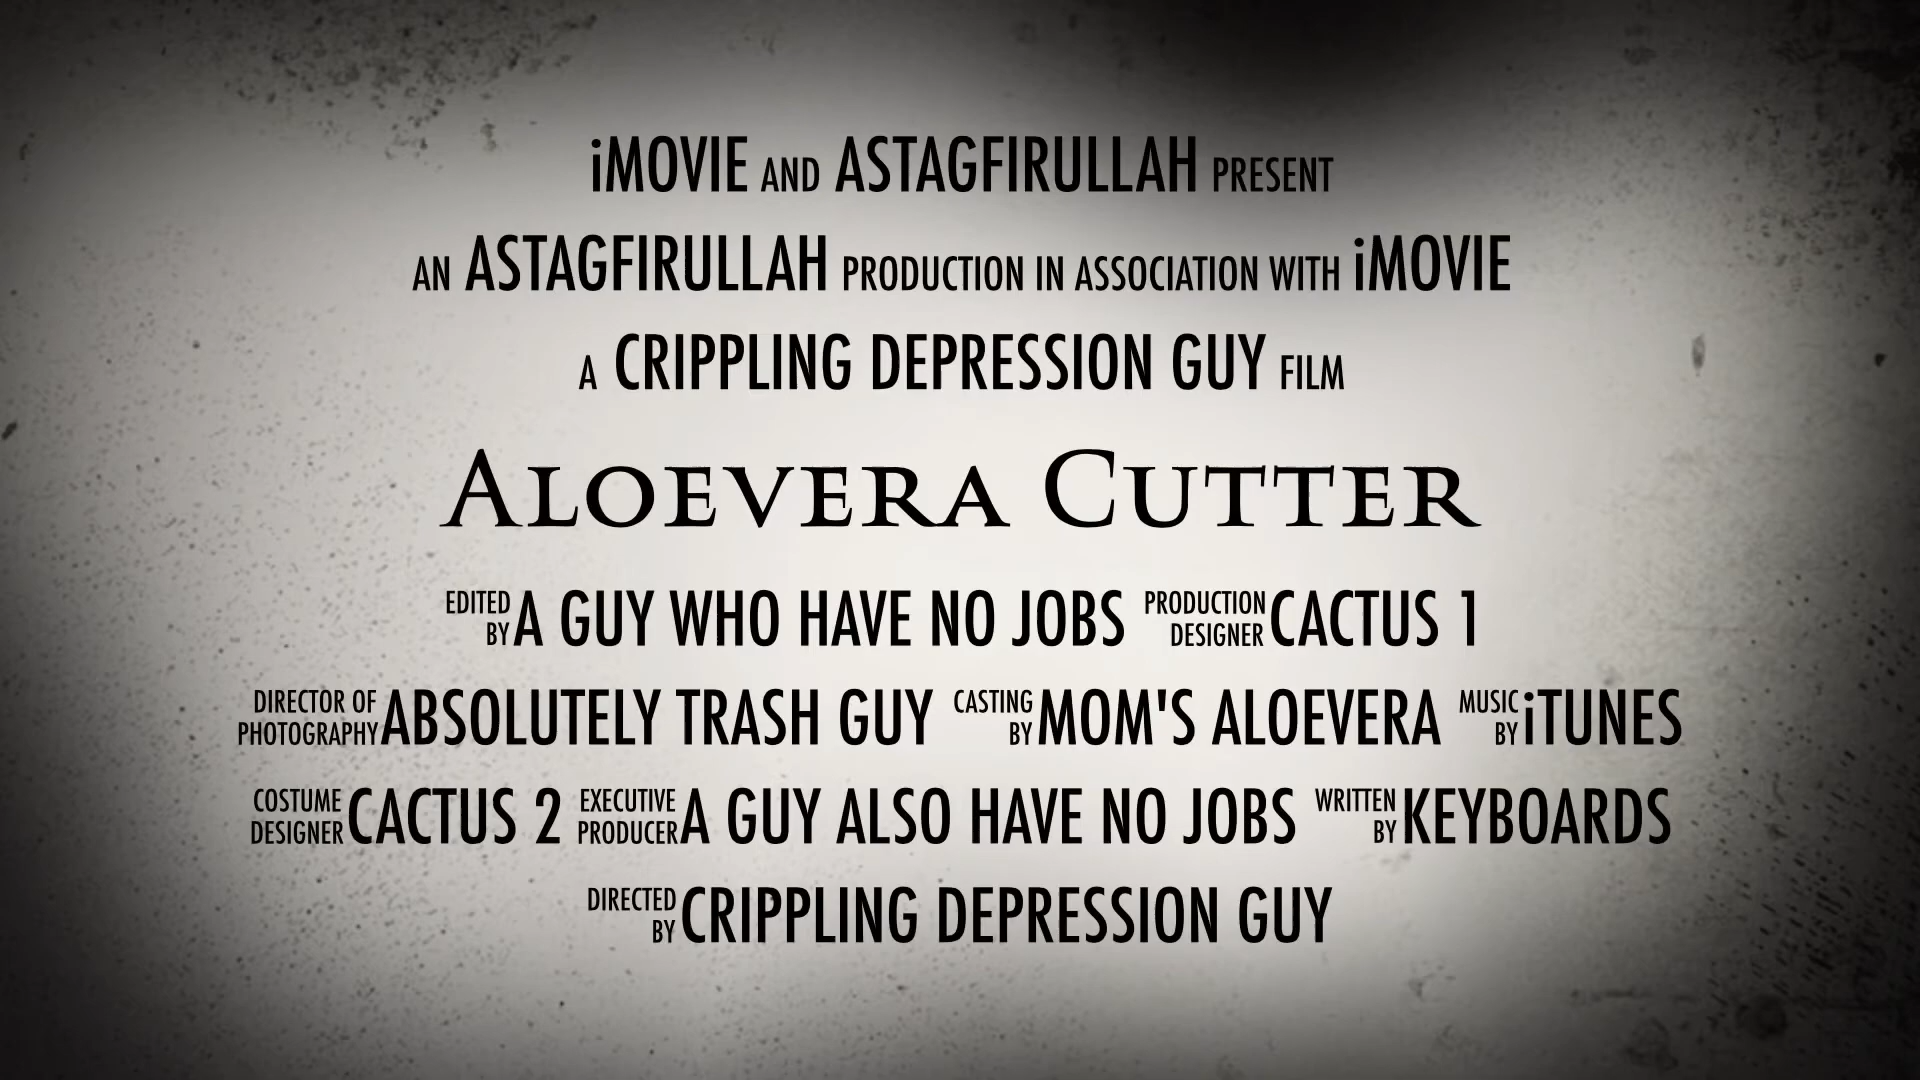 iMOVIE AND ASTAGFIRULLAH PRESENT
AN ASTAGFIRULLAH PRODUCTION IN ASSOCIATION WITH iMOVIE
A CRIPPLING DEPRESSION GUY FILM
ALOEVERA CUTTER
EDITED BY A GUY WHO HAVE NO JOBS PRODUCTION DESIGNER CACTUS 1
DIRECTOR OF PHOTOGRAPHY ABSOLUTELY TRASH GUY CASTING BY MOM'S ALOEVERA MUSIC BY iTUNES
COSTUME DESIGNER CACTUS 2 EXECUTIVE PRODUCER A GUY ALSO HAVE NO JOBS WRITTEN BY KEYBOARDS
DIRECTED BY CRIPPLING DEPRESSION GUY